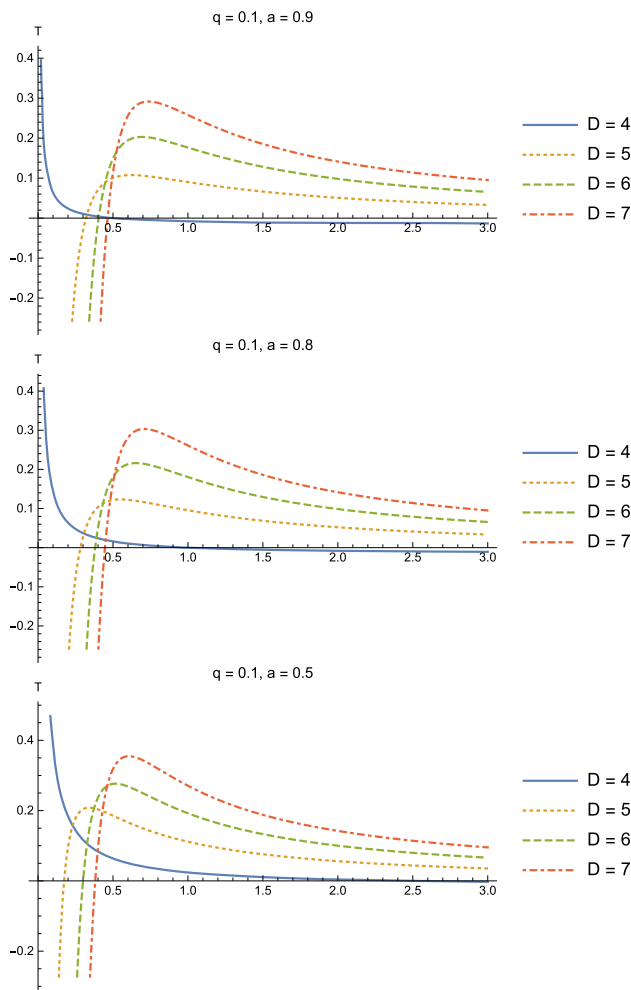 q = 0.1, a = 0.9
T
0.4
0.3
0.2
0.1
-0.1
-0.2
0.5 1.0 1.5 2.0 2.5 3.0
D = 4
D = 5
D = 6
D = 7
q = 0.1, a = 0.8
T
0.4
0.3
0.2
0.1
-0.1
-0.2
0.5 1.0 1.5 2.0 2.5 3.0
D = 4
D = 5
D = 6
D = 7
q = 0.1, a = 0.5
T
0.4
0.2
-0.2
0.5 1.0 1.5 2.0 2.5 3.0
D = 4
D = 5
D = 6
D = 7